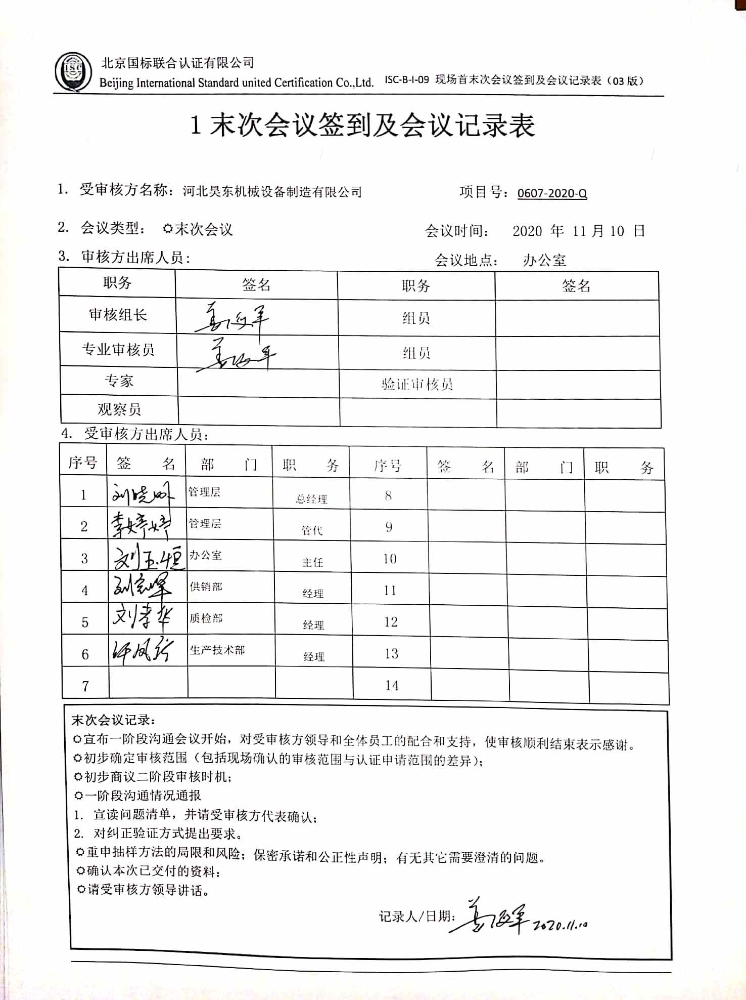 ISC
北京国标联合认证有限公司
Beijing International Standard united Certification Co.,Ltd. ISC-B-I-09 现场首末次会议签到及会议记录表（03 版）
1 末次会议签到及会议记录表
1. 受审核方名称：河北昊东机械设备制造有限公司 项目号：0607-2020-Q
2. 会议类型： 末次会议 会议时间： 2020 年 11 月 10 日
3. 审核方出席人员： 会议地点： 办公室
职务 签名 职务 签名
审核组长 组员
专业审核员 组员
专家 验证审核员
观察员
4. 受审核方出席人员：
序号 签 名 部 门 职 务 序号 签 名 部 门 职 务
1 管理层 总经理 8
2 李婷婷 管理层 管代 9
3 刘玉恒 办公室 主任 10
4 供销部 经理 11
5 刘孝华 质检部 经理 12
6 生产技术部 经理 13
7 14
末次会议记录：
宣布一阶段沟通会议开始，对受审核方领导和全体员工的配合和支持，使审核顺利结束表示感谢。
初步确定审核范围（包括现场确认的审核范围与认证申请范围的差异）；
初步商议二阶段审核时机；
一阶段沟通情况通报
1. 宣读问题清单，并请受审核方代表确认；
2. 对纠正验证方式提出要求。
重申抽样方法的局限和风险；保密承诺和公正性声明；有无其它需要澄清的问题。
确认本次已交付的资料：
请受审核方领导讲话。
记录人/日期： 2020.11.10